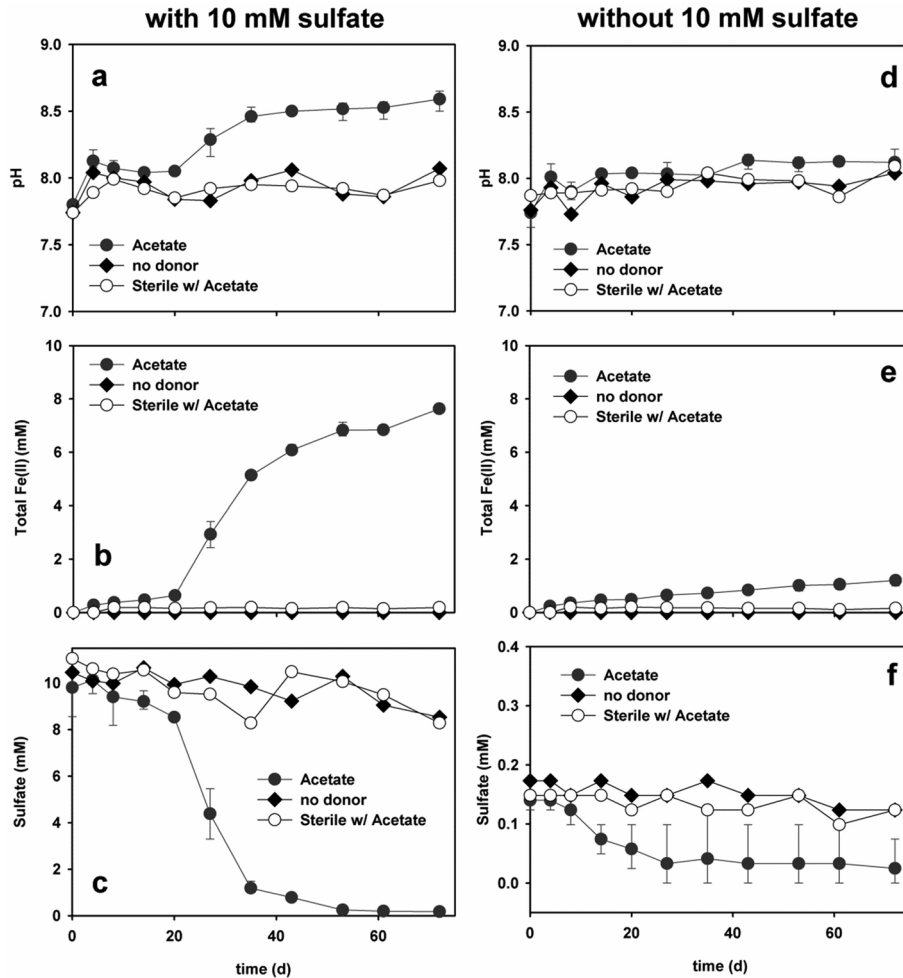 with 10 mM sulfate
without 10 mM sulfate
a
9.0
8.5
8.0
7.5
7.0
pH
Acetate
no donor
Sterile w/ Acetate
d
9.0
8.5
8.0
7.5
7.0
pH
Acetate
no donor
Sterile w/ Acetate
b
10
8
6
4
2
0
Total Fe(II) (mM)
Acetate
no donor
Sterile w/ Acetate
e
10
8
6
4
2
0
Total Fe(II) (mM)
Acetate
no donor
Sterile w/ Acetate
c
10
8
6
4
2
0
Sulfate (mM)
Acetate
no donor
Sterile w/ Acetate
0 20 40 60
time (d)
f
0.4
0.3
0.2
0.1
0.0
Sulfate (mM)
Acetate
no donor
Sterile w/ Acetate
0 20 40 60
time (d)